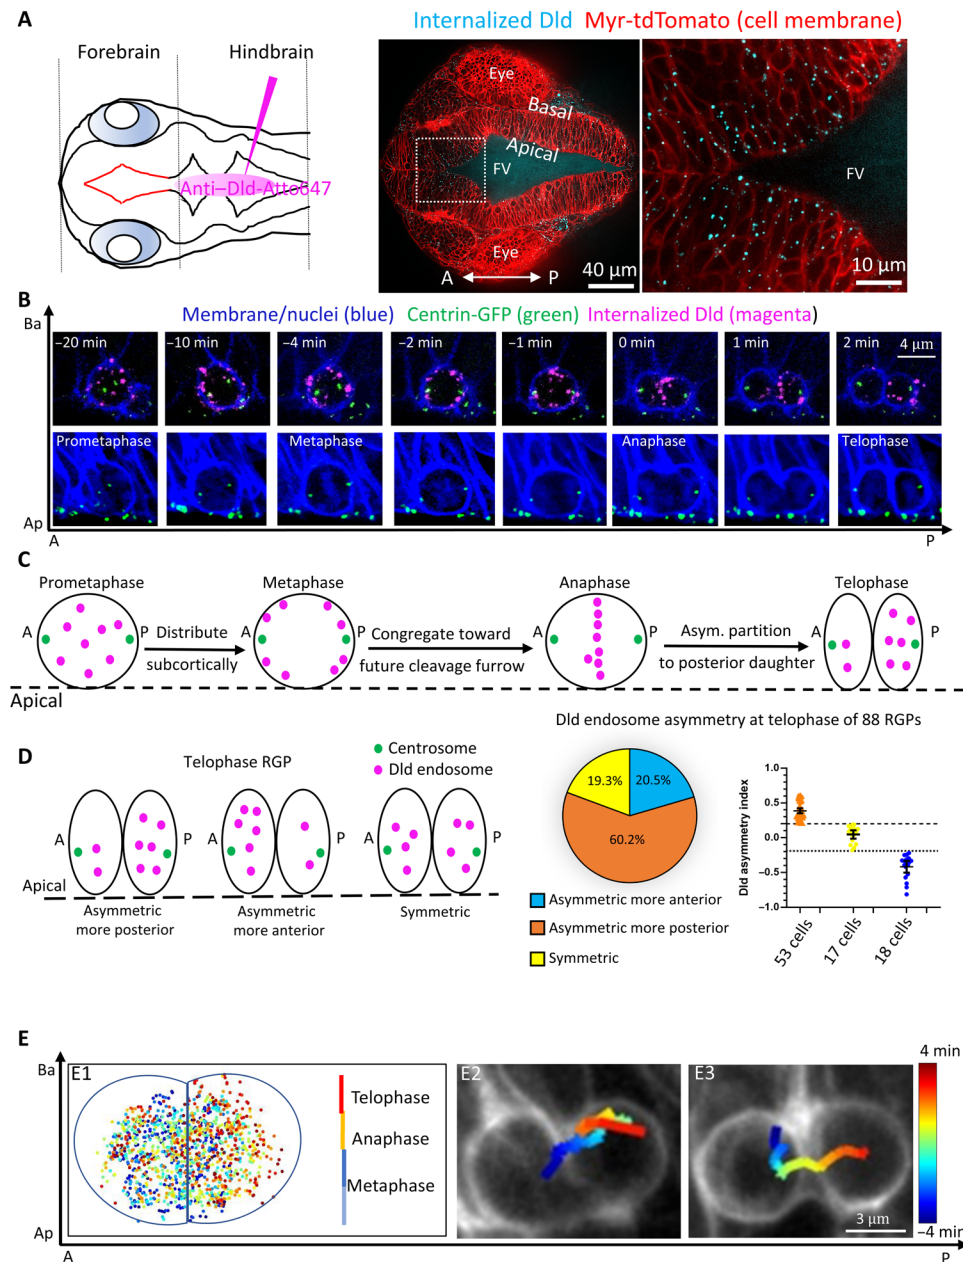 A
Forebrain
Hindbrain
Anti–Dld-Atto647
Internalized Dld Myr-tdTomato (cell membrane)
Eye
Basal
Apical
FV
Eye
A
P
40 µm
FV
10 µm
B
Membrane/nuclei (blue) Centrin-GFP (green) Internalized Dld (magenta)
Ba
−20 min
−10 min
−4 min
−2 min
−1 min
0 min
1 min
2 min
4 µm
Prometaphase
Metaphase
Anaphase
Telophase
Ap
A
P
C
Prometaphase
Metaphase
Anaphase
Telophase
A
P
Distribute
subcortically
A
P
Congregate toward
future cleavage furrow
A
P
Asym. partition
to posterior daughter
A
P
Apical
D
Telophase RGP
Centrosome
Dld endosome
A
P
A
P
A
P
Apical
Asymmetric
more posterior
Asymmetric
more anterior
Symmetric
Dld endosome asymmetry at telophase of 88 RGPs
19.3%
20.5%
60.2%
Asymmetric more anterior
Asymmetric more posterior
Symmetric
Dld asymmetry index
1.0
0.5
0.0
−0.5
−1.0
53 cells
17 cells
18 cells
E
Ba
E1
Telophase
Anaphase
Metaphase
E2
E3
3 µm
4 min
−4 min
Ap
A
P